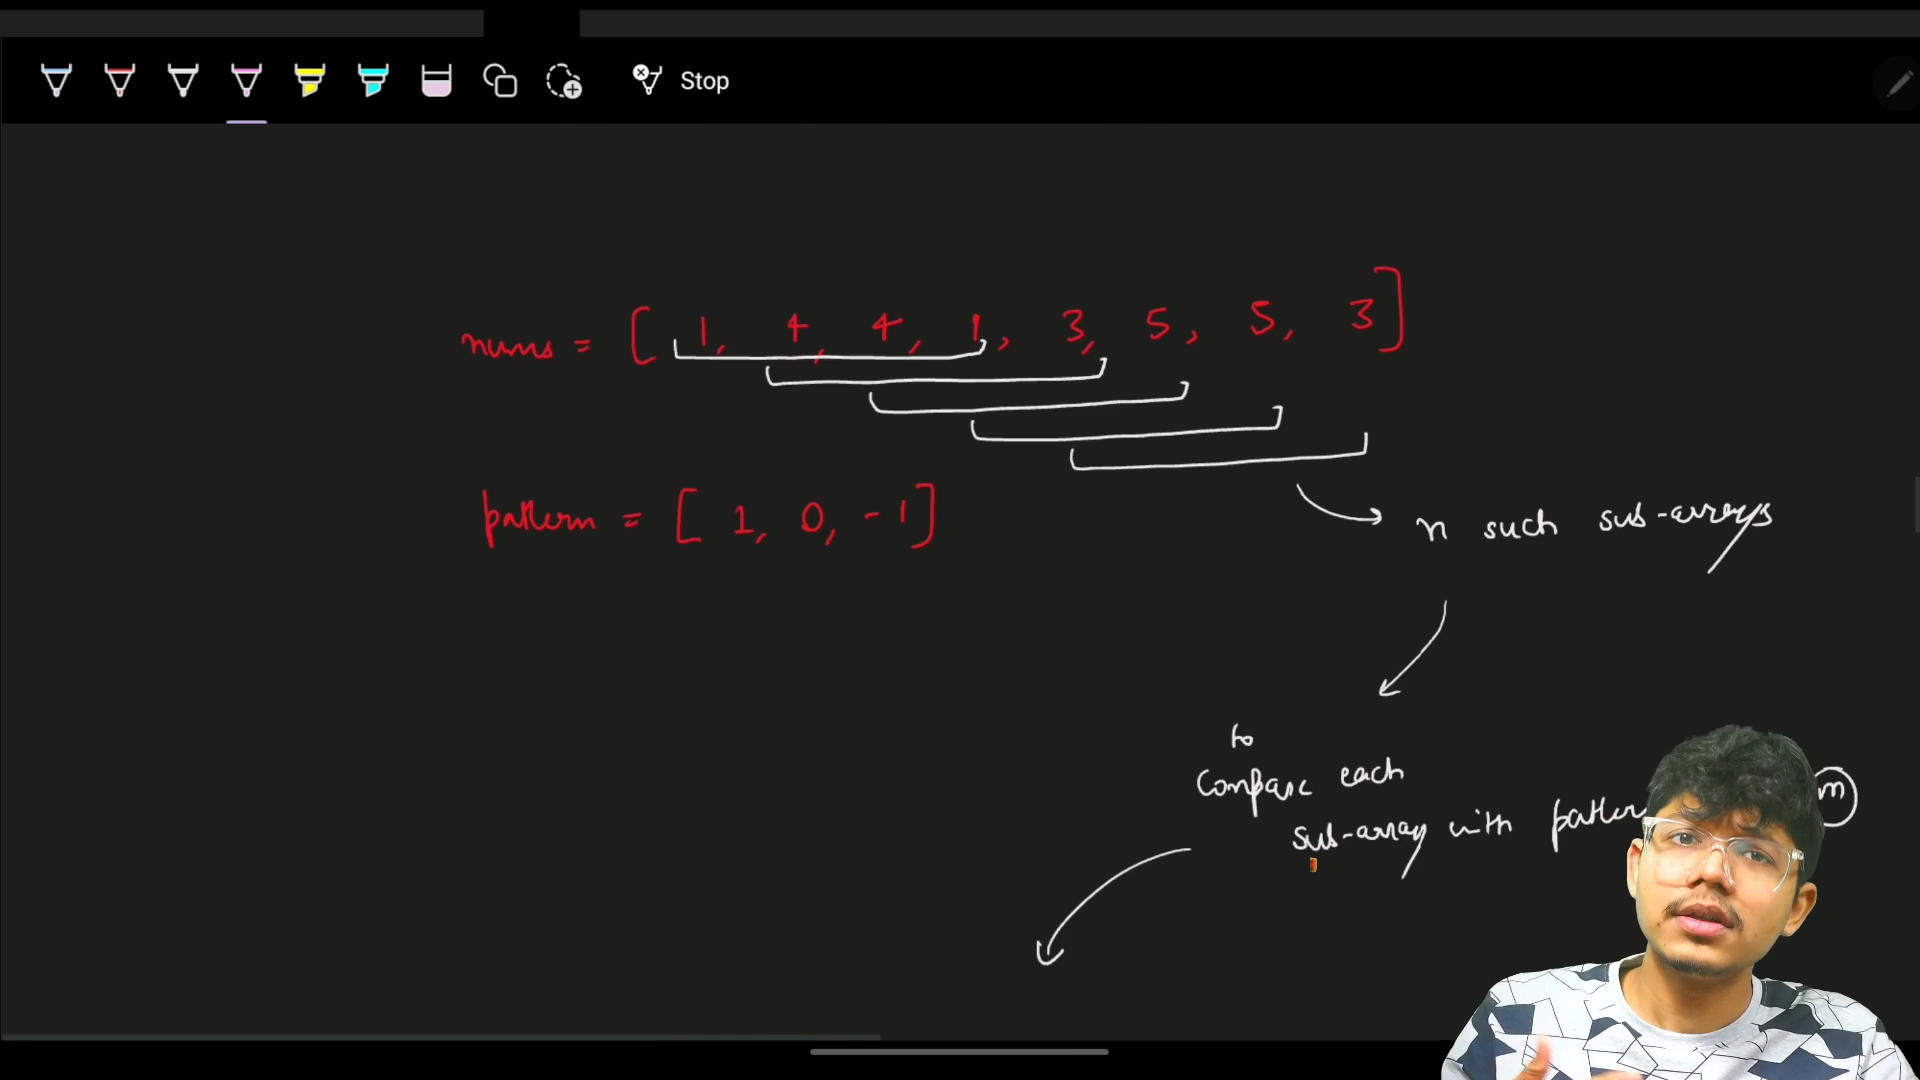 Stop
nums = [ 1, 4, 4, 1, 3, 5, 5, 3 ]
pattern = [ 1, 0, -1 ]
n such sub-arrays
to
Compare each
sub-array with
m